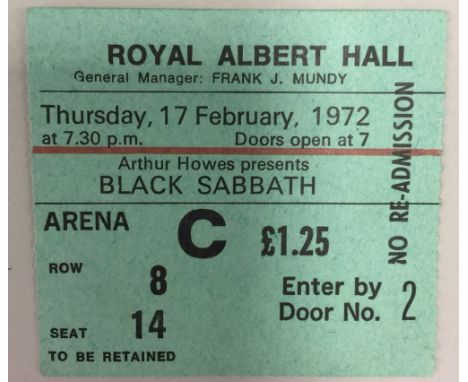 ROYAL ALBERT HALL
General Manager: FRANK J. MUNDY
Thursday, 17 February, 1972
at 7.30 p.m. Doors open at 7
Arthur Howes presents
BLACK SABBATH
ARENA C £1.25
ROW 8
Enter by
Door No. 2
SEAT 14
TO BE RETAINED
NO RE-ADMISSION